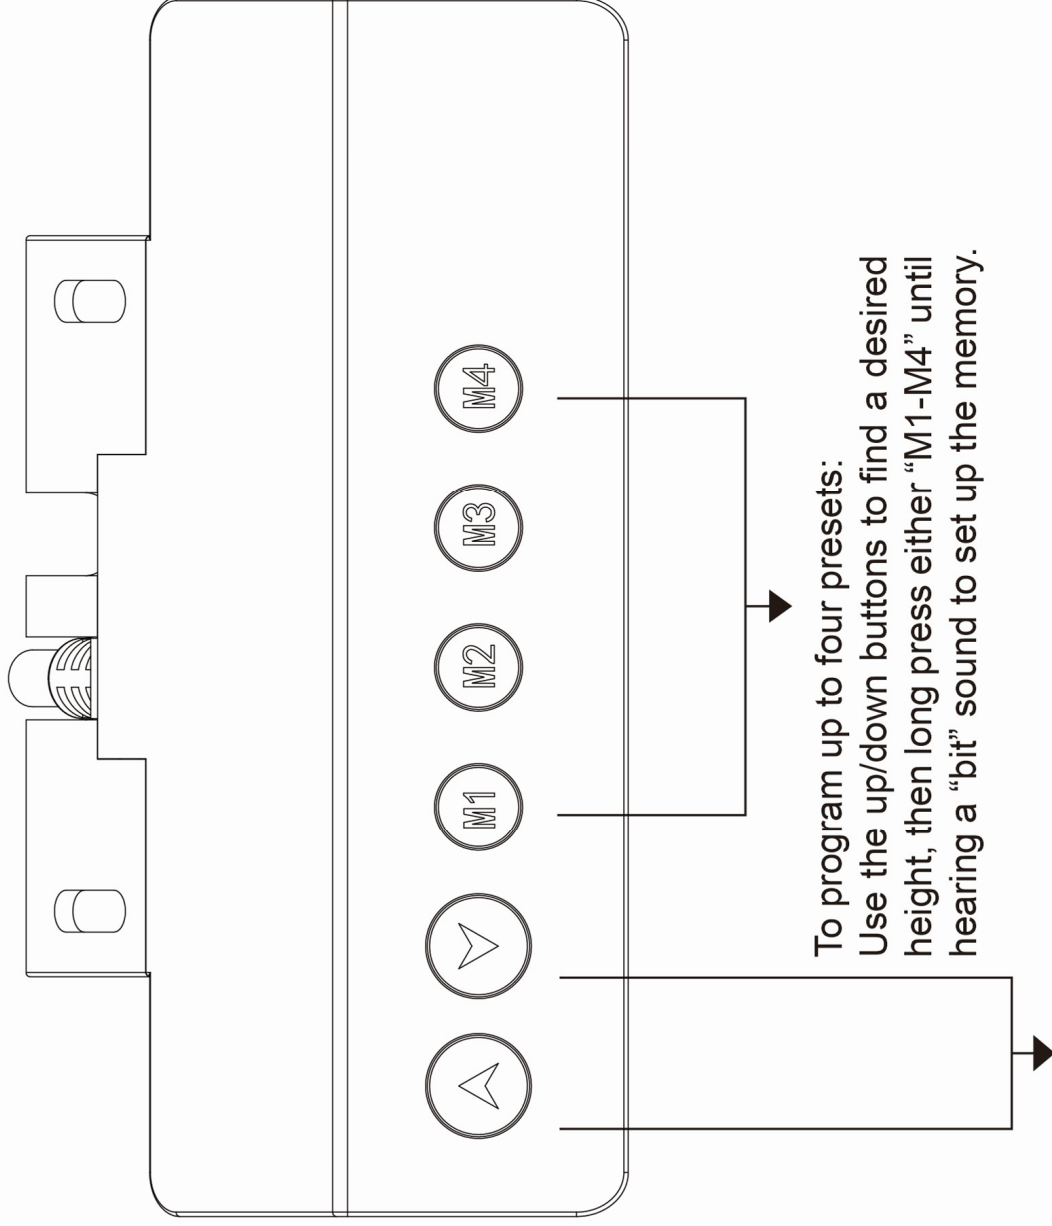 M1 M2 M3 M4
To program up to four presets:
Use the up/down buttons to find a desired
height, then long press either “M1-M4” until
hearing a “bit” sound to set up the memory.